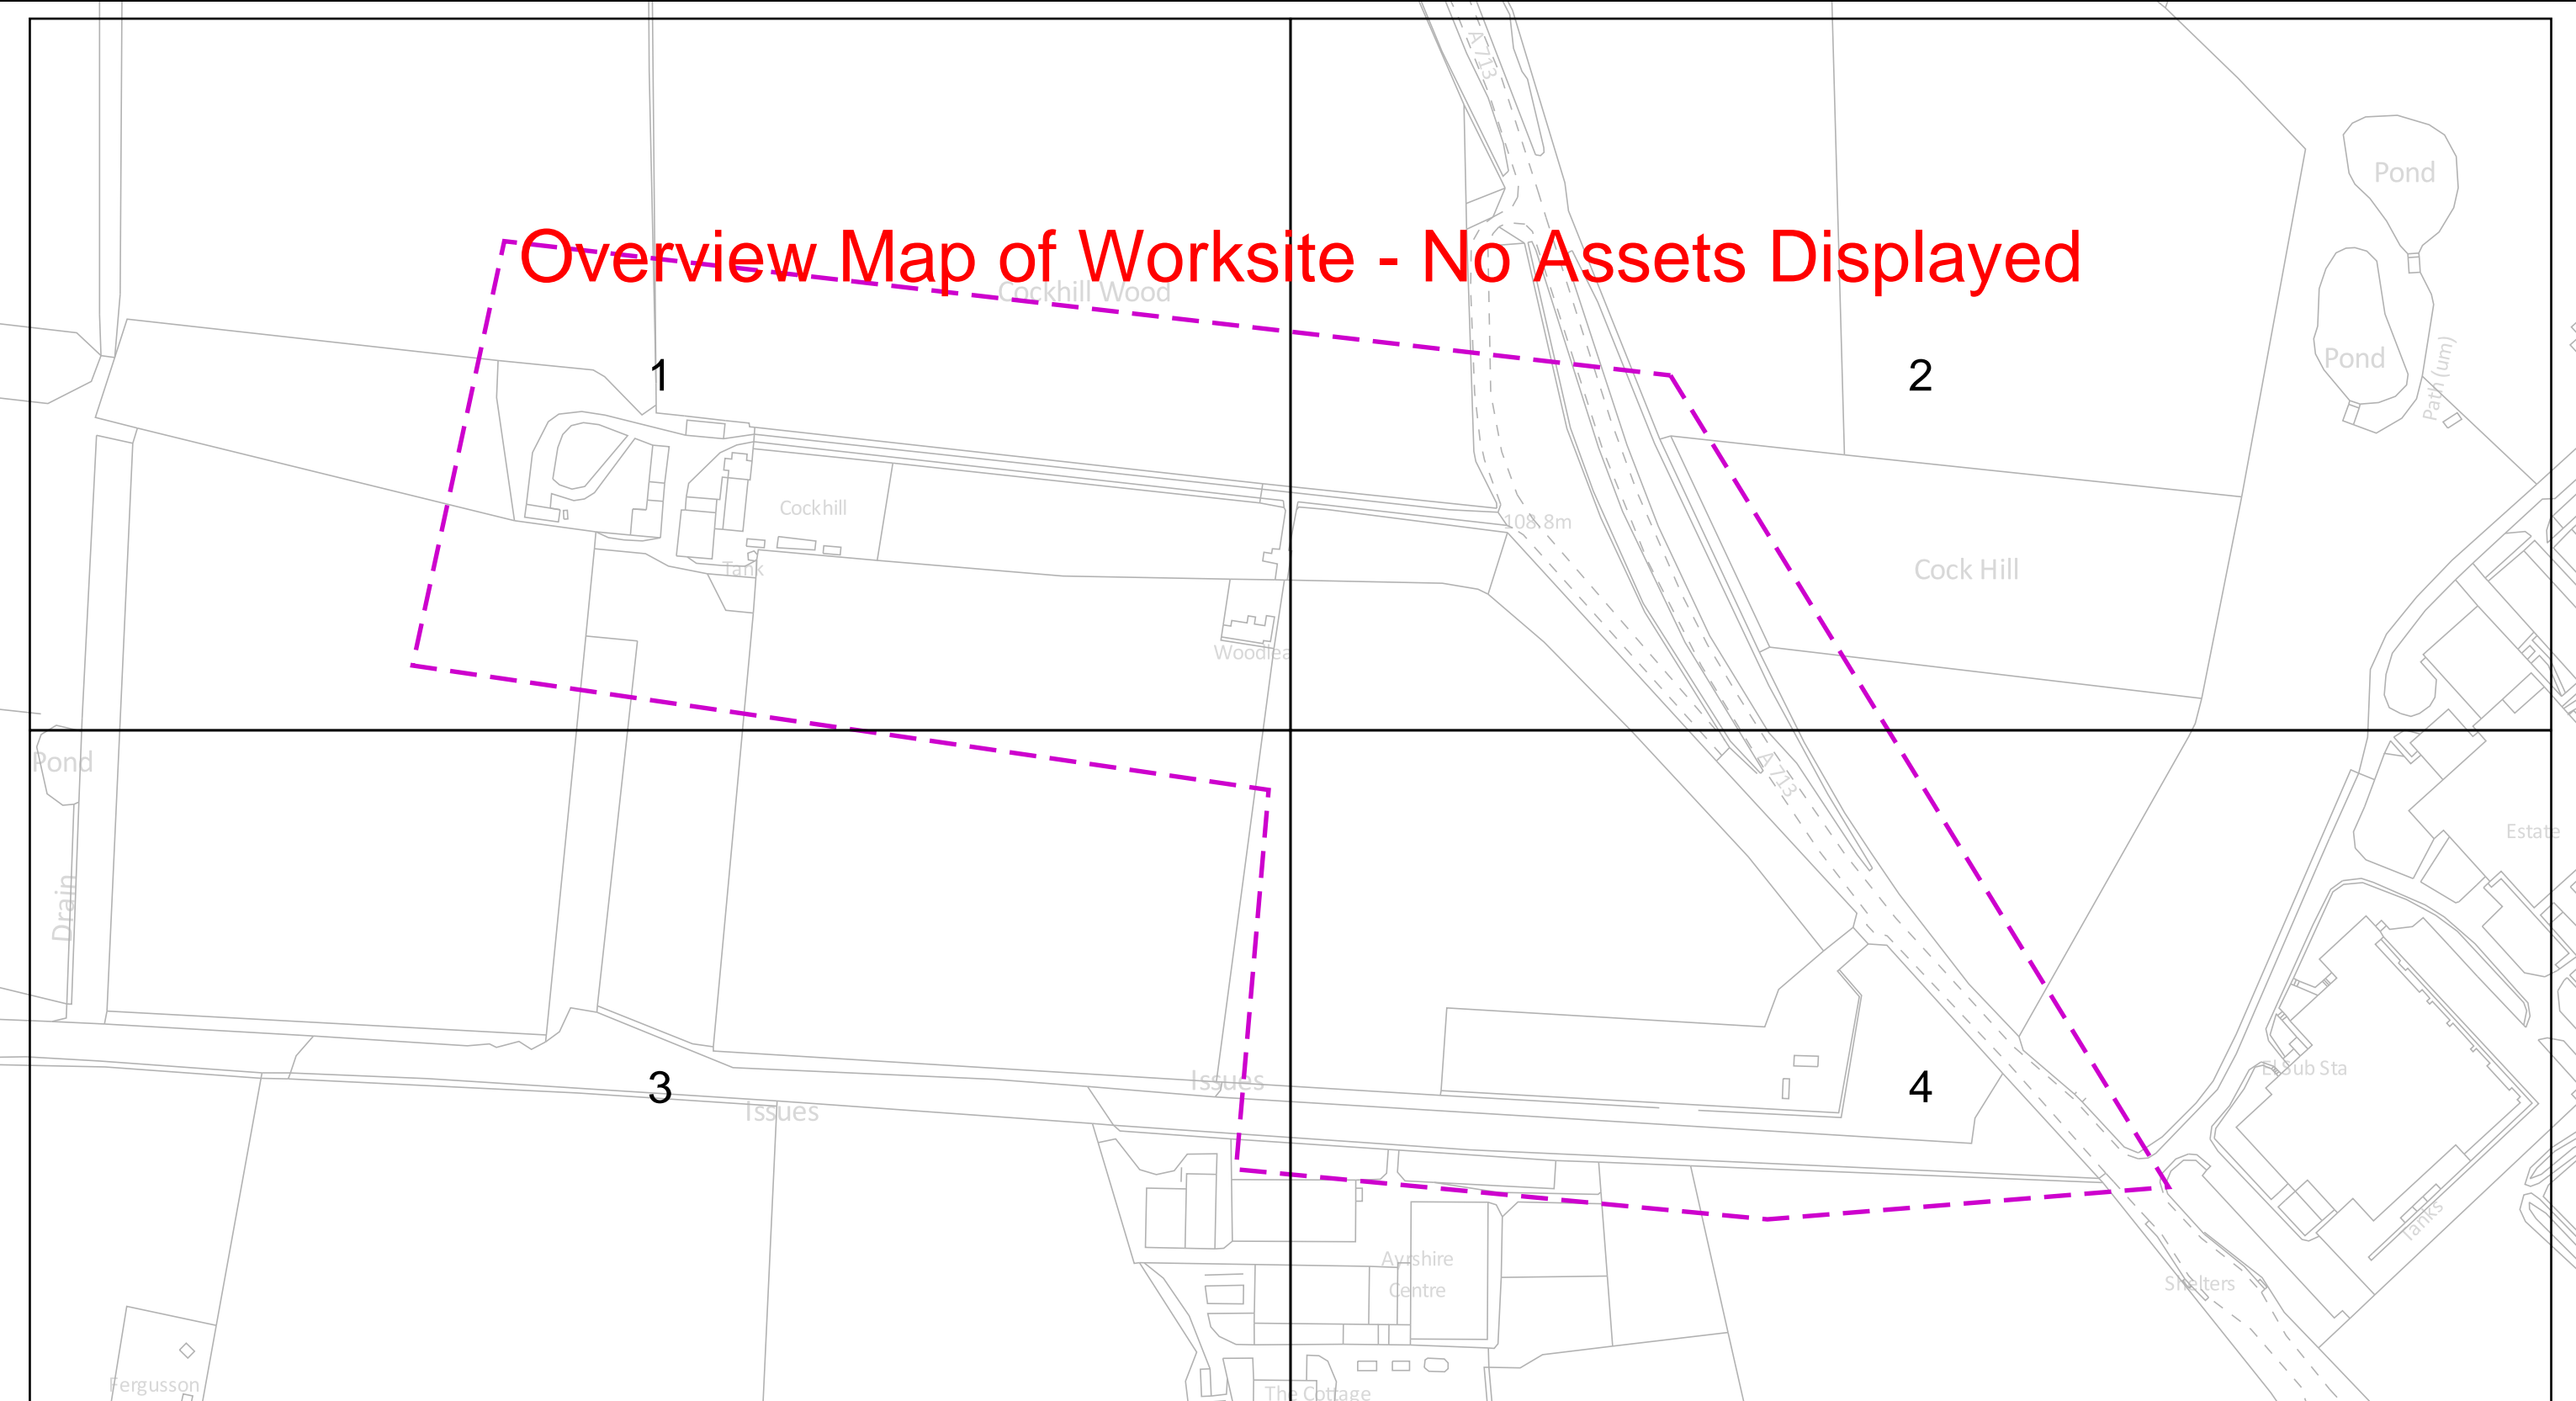 A 713
Pond
Overview Map of Worksite - No Assets Displayed
Cockhill Wood
1
2
Pond
Path (um)
Cockhill
108.8m
Tank
Cock Hill
Woodlea
Pond
A 713
Estate
Drain
El Sub Sta
Issues
3
4
Issues
Tanks
Ayrshire
Centre
Shelters
Fergusson
The Cottage